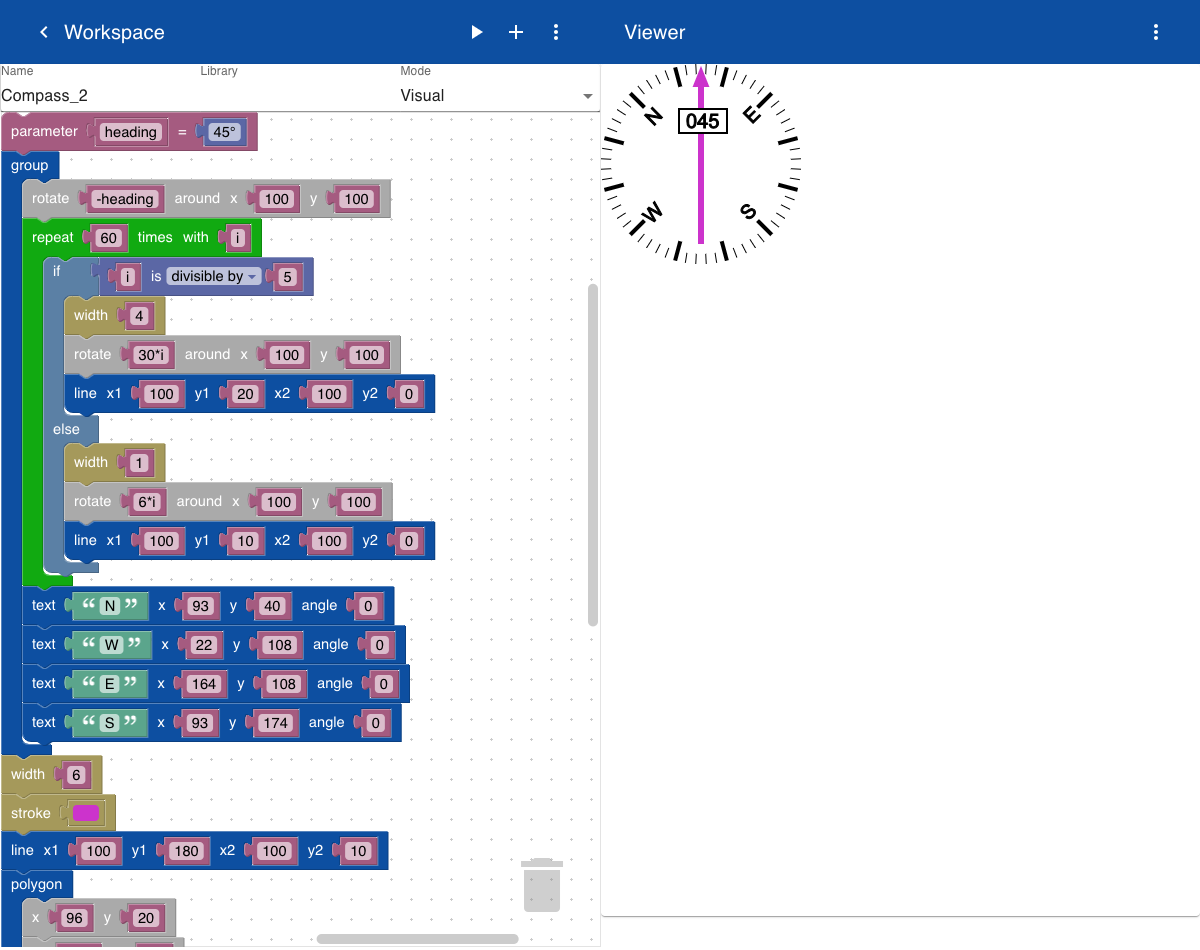 Workspace
Viewer
Name Library Mode
Compass_2 Visual
parameter heading = 45°
group
rotate -heading around x 100 y 100
repeat 60 times with i
if i is divisible by 5
width 4
rotate 30*i around x 100 y 100
line x1 100 y1 20 x2 100 y2 0
else
width 1
rotate 6*i around x 100 y 100
line x1 100 y1 10 x2 100 y2 0
text “ N ” x 93 y 40 angle 0
text “ W ” x 22 y 108 angle 0
text “ E ” x 164 y 108 angle 0
text “ S ” x 93 y 174 angle 0
width 6
stroke
line x1 100 y1 180 x2 100 y2 10
polygon
x 96 y 20
N E
045
W S